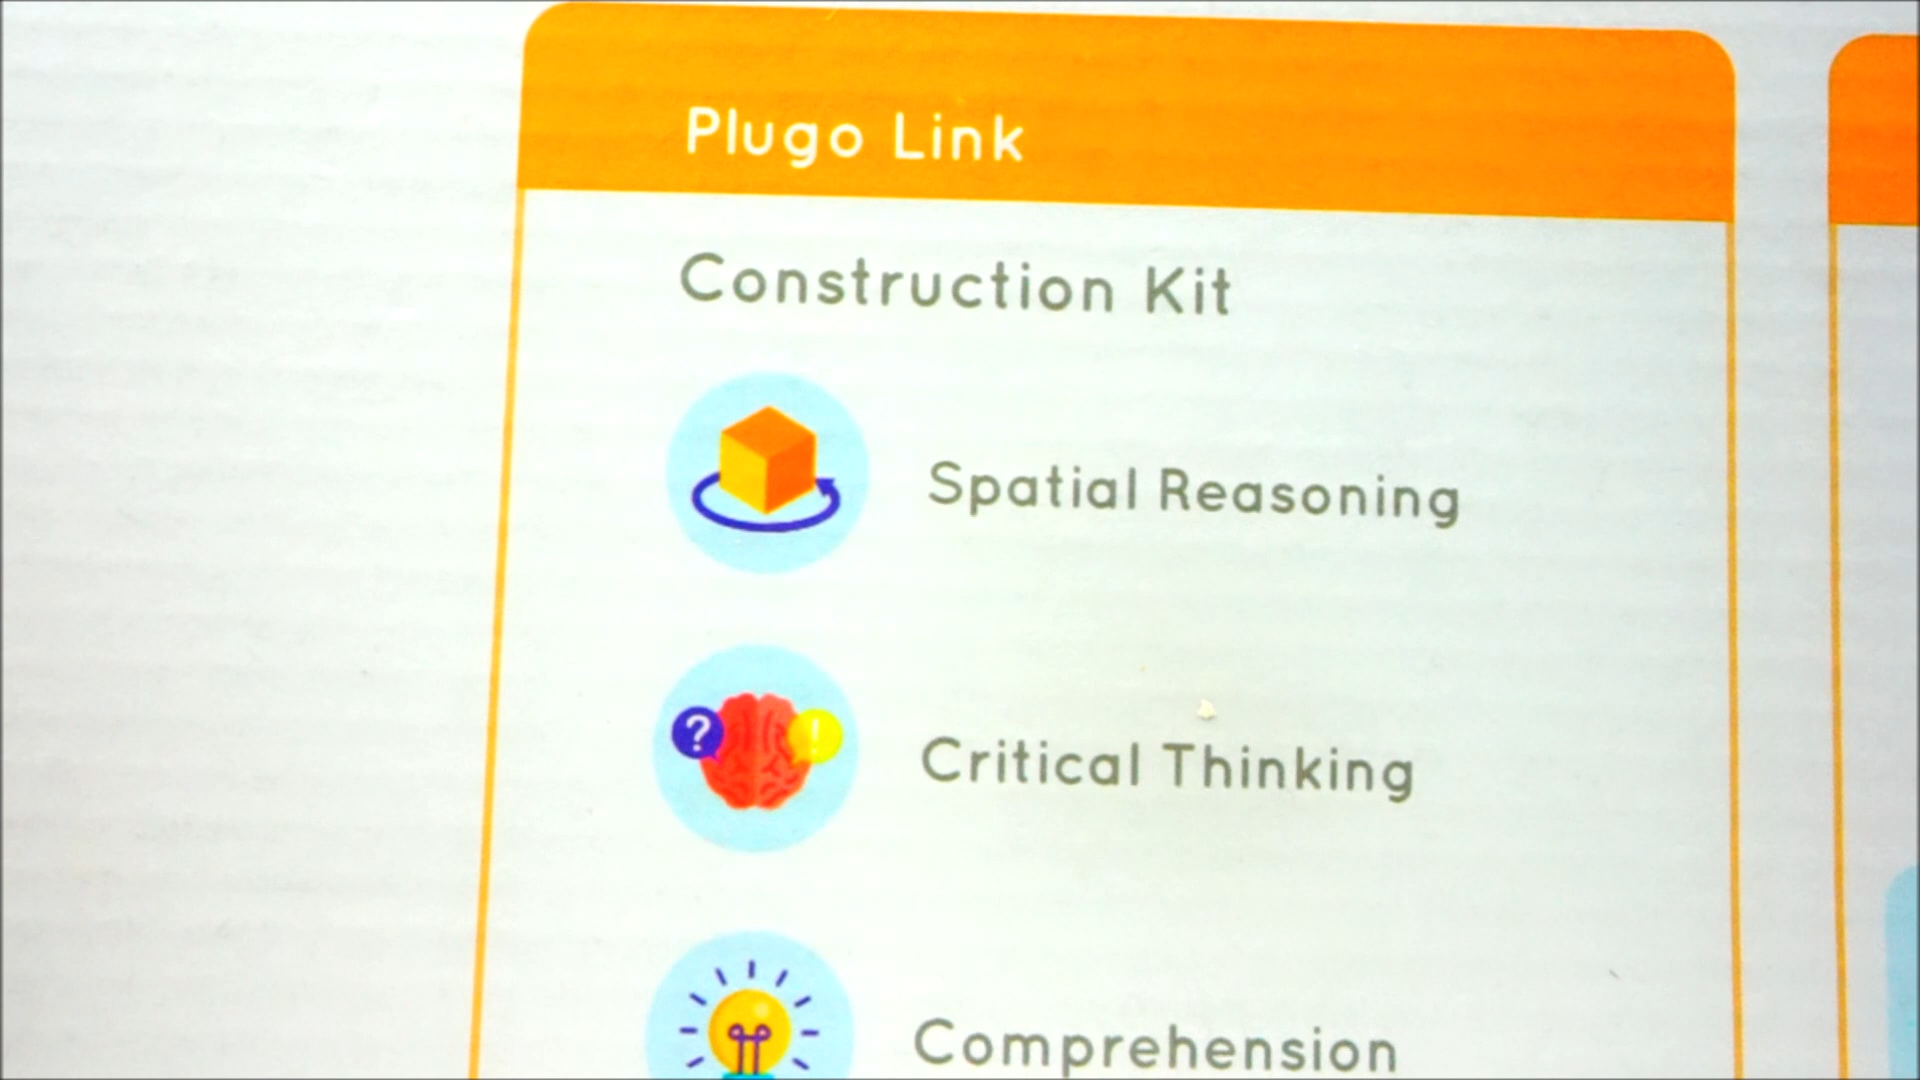 Plugo Link
Construction Kit
Spatial Reasoning
?
!
Critical Thinking
Comprehension